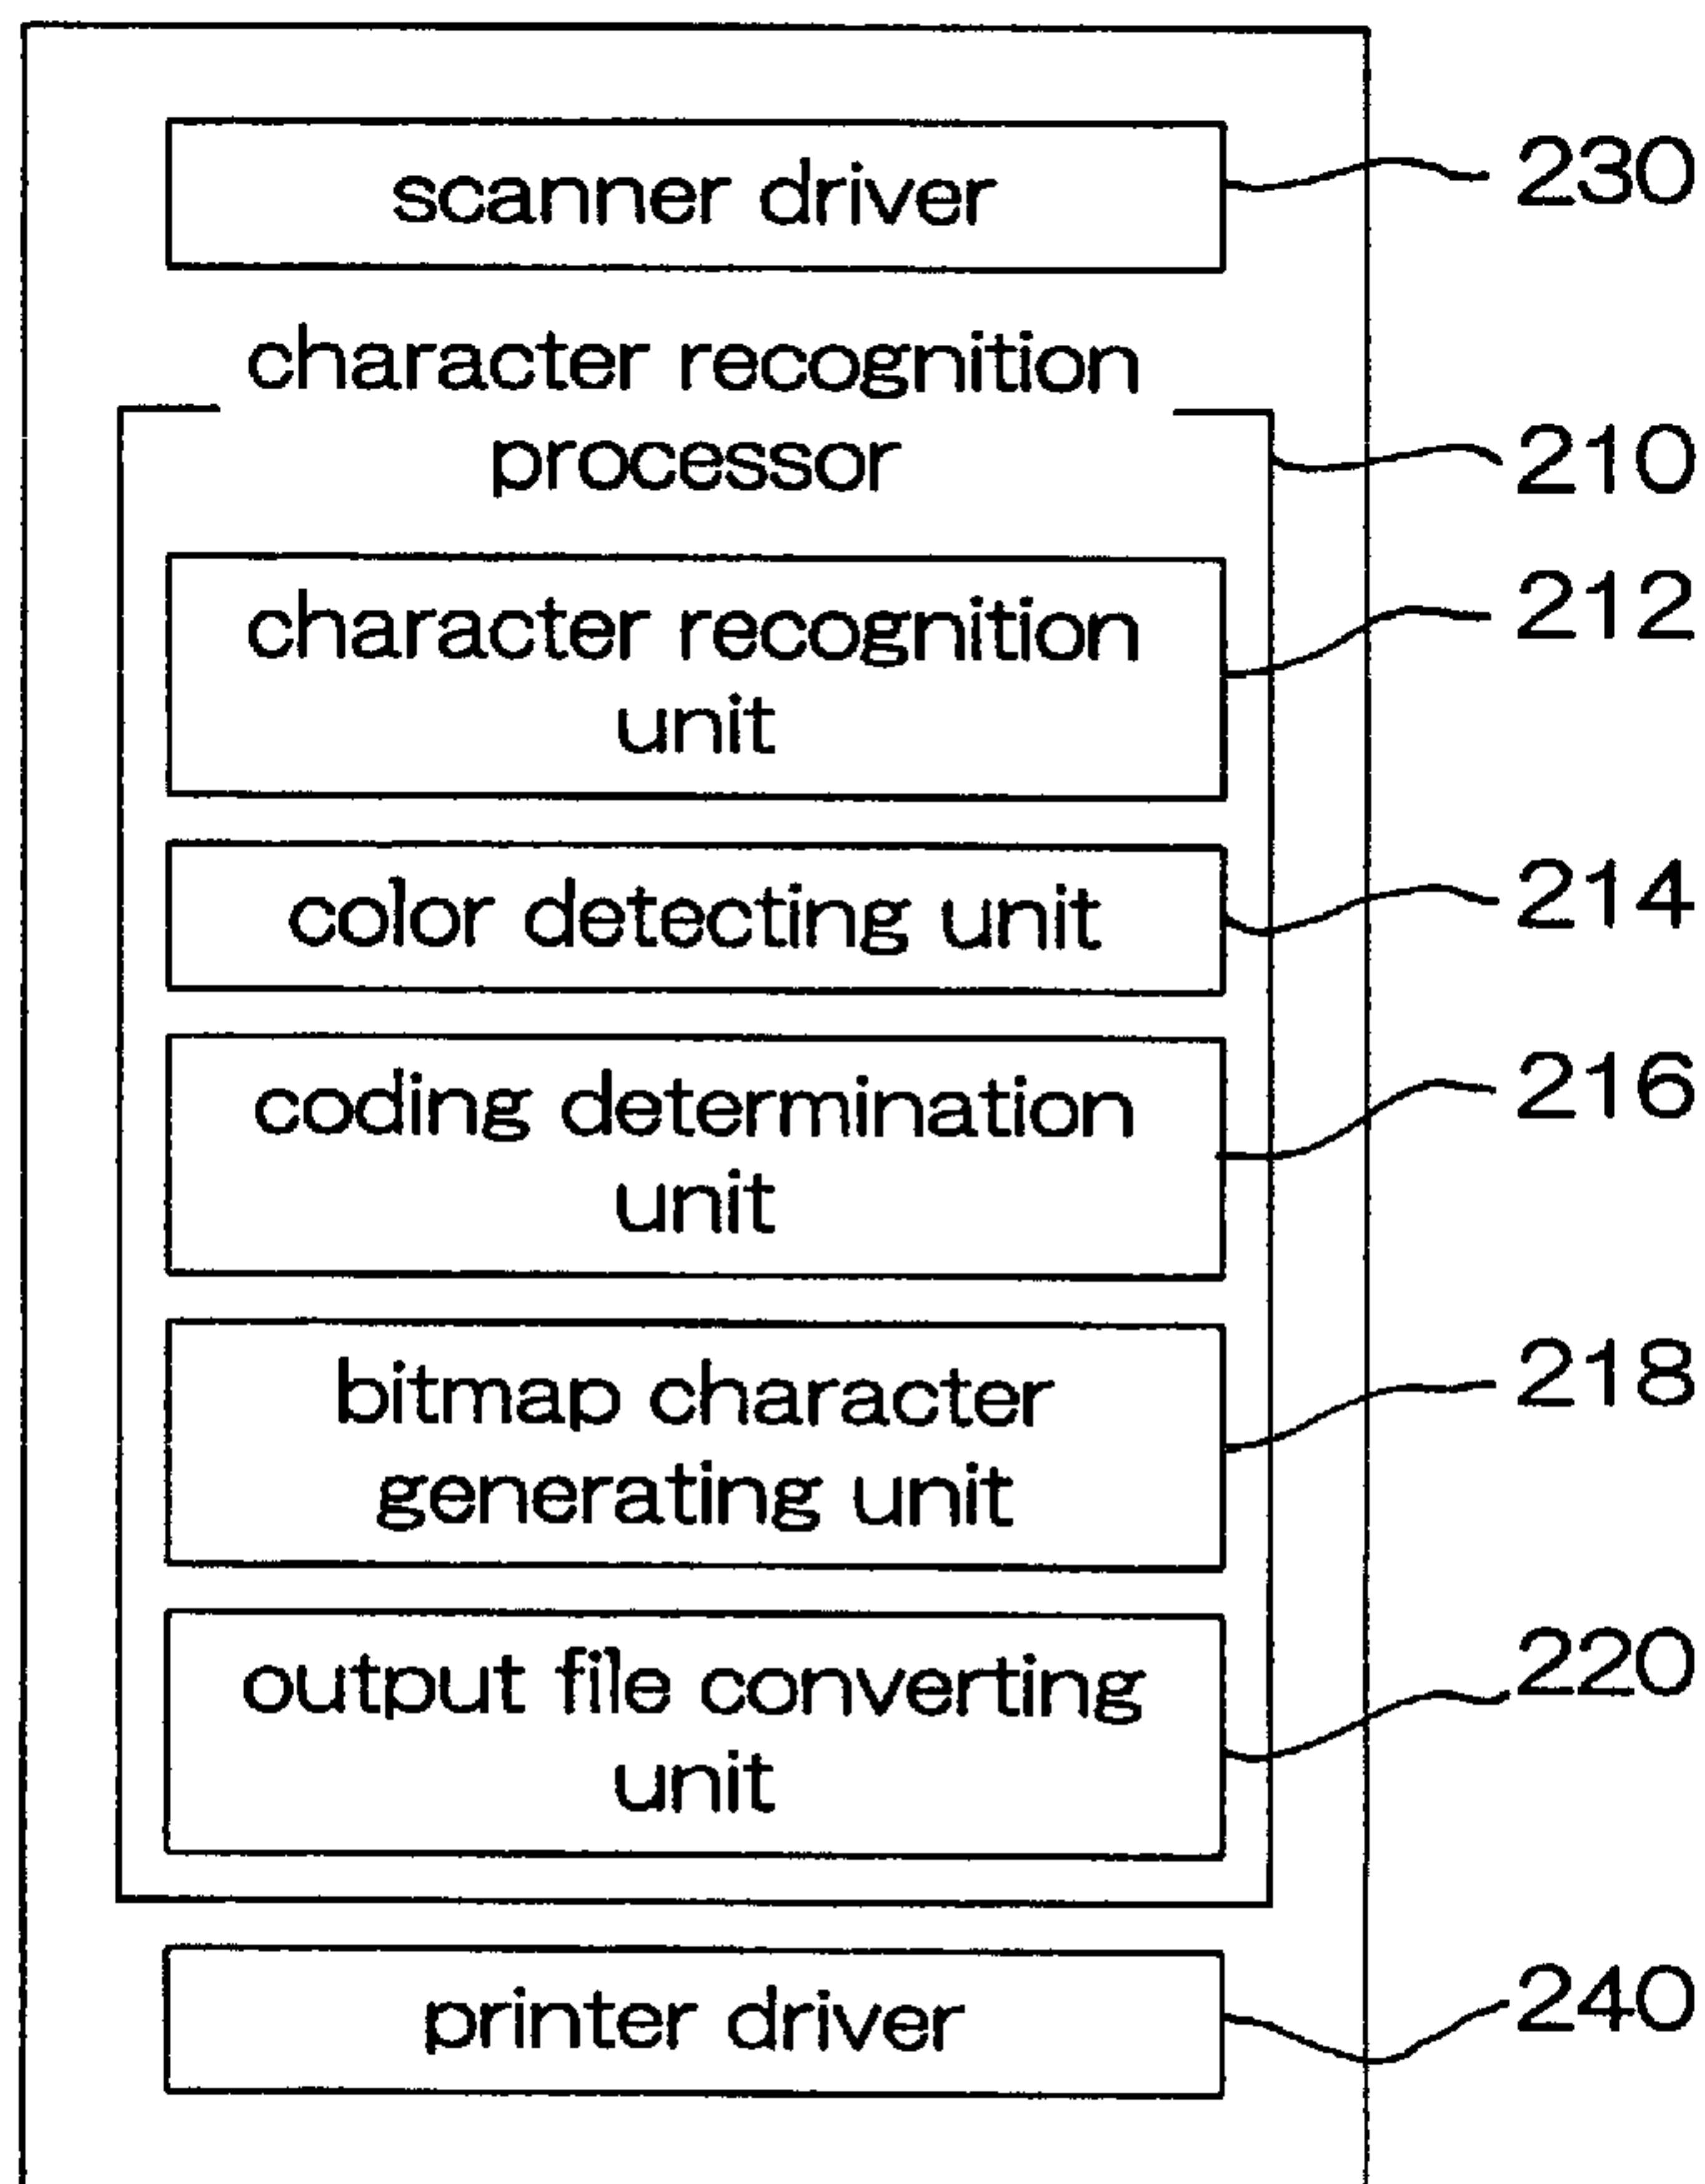 scanner driver
230
character recognition
processor
210
character recognition
unit
212
color detecting unit
214
coding determination
unit
216
bitmap character
generating unit
218
output file converting
unit
220
printer driver
240